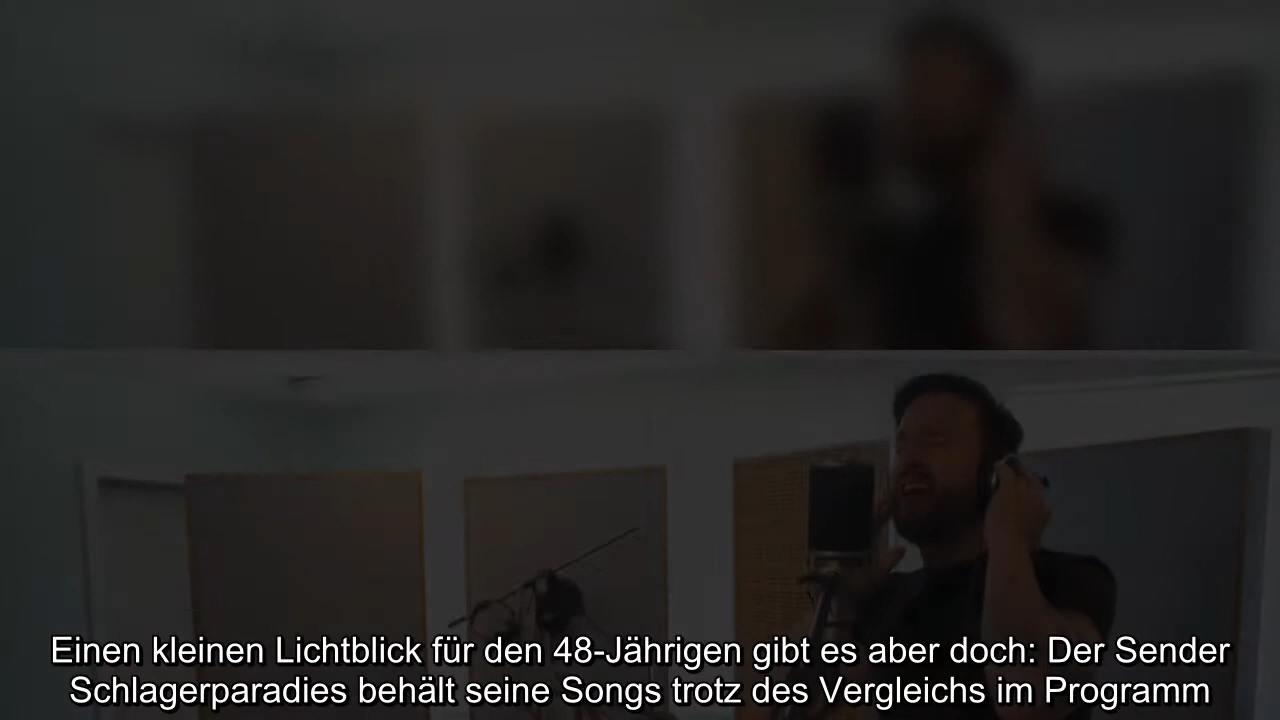 Einen kleinen Lichtblick für den 48-Jährigen gibt es aber doch: Der Sender
Schlagerparadies behält seine Songs trotz des Vergleichs im Programm